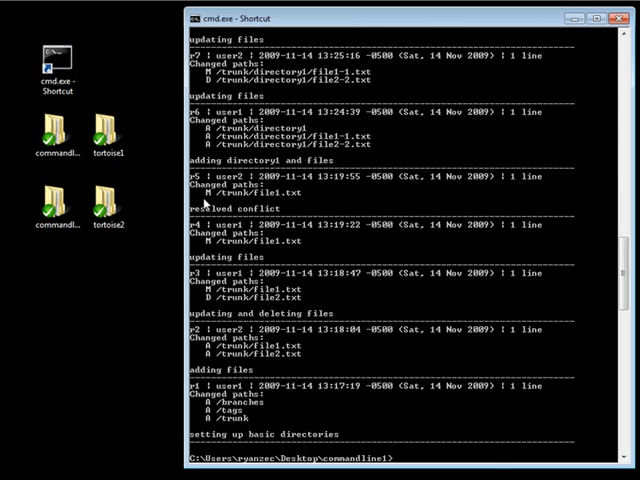 cmd.exe - Shortcut
cmd.exe -
Shortcut
commandl...
tortoise1
commandl...
tortoise2
updating files
r7 | user2 | 2009-11-14 13:25:16 -0500 (Sat, 14 Nov 2009) | 1 line
Changed paths:
M /trunk/directory1/file1-1.txt
D /trunk/directory1/file2-2.txt
updating files
r6 | user1 | 2009-11-14 13:24:39 -0500 (Sat, 14 Nov 2009) | 1 line
Changed paths:
A /trunk/directory1
A /trunk/directory1/file1-1.txt
A /trunk/directory1/file2-2.txt
adding directory1 and files
r5 | user2 | 2009-11-14 13:19:55 -0500 (Sat, 14 Nov 2009) | 1 line
Changed paths:
M /trunk/file1.txt
resolved conflict
r4 | user1 | 2009-11-14 13:19:22 -0500 (Sat, 14 Nov 2009) | 1 line
Changed paths:
M /trunk/file1.txt
updating files
r3 | user1 | 2009-11-14 13:18:47 -0500 (Sat, 14 Nov 2009) | 1 line
Changed paths:
M /trunk/file1.txt
D /trunk/file2.txt
updating and deleting files
r2 | user2 | 2009-11-14 13:18:04 -0500 (Sat, 14 Nov 2009) | 1 line
Changed paths:
A /trunk/file1.txt
A /trunk/file2.txt
adding files
r1 | user1 | 2009-11-14 13:17:19 -0500 (Sat, 14 Nov 2009) | 1 line
Changed paths:
A /branches
A /tags
A /trunk
setting up basic directories
C:\Users\ryanzec\Desktop\commandline1>